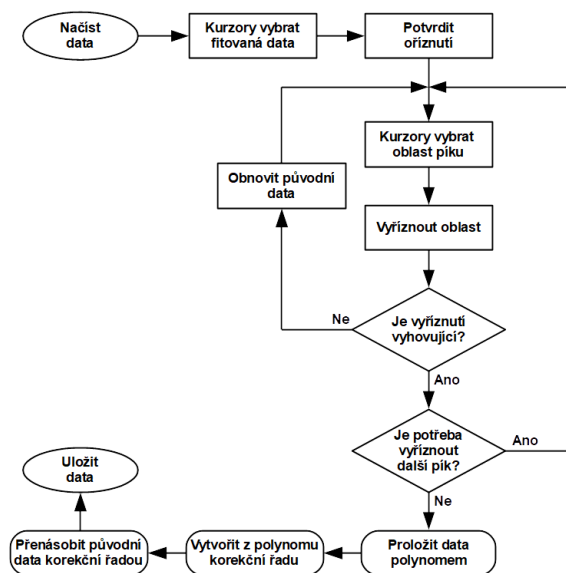 Načíst
data
Kurzory vybrat
fitovaná data
Potvrdit
oříznutí
Kurzory vybrat
oblast píku
Obnovit původní
data
Vyříznout oblast
Ne
Je vyříznutí
vyhovující?
Ano
Je potřeba
vyříznout
další pík?
Ano
Ne
Uložit
data
Přenásobit původní
data korekční řadou
Vytvořit z polynomu
korekční řadu
Proložit data
polynomem